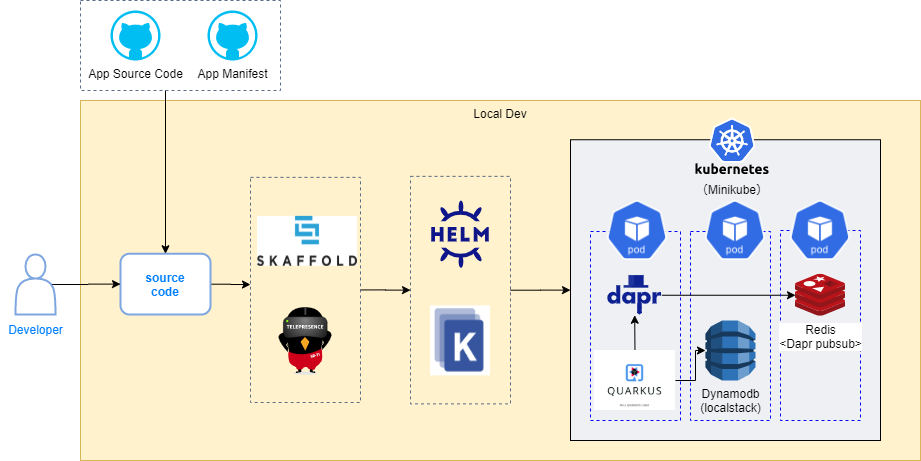 App Source Code
App Manifest
Local Dev
kubernetes
(Minikube)
pod
pod
pod
SKAFFOLD
HELM
dapr
source
code
Developer
TELEPRESENCE
K
Redis
<Dapr pubsub>
QUARKUS
Dynamodb
(localstack)